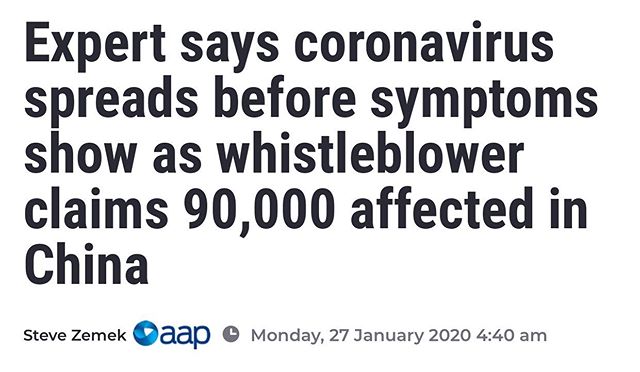 Expert says coronavirus
spreads before symptoms
show as whistleblower
claims 90,000 affected in
China
Steve Zemek aap Monday, 27 January 2020 4:40 am